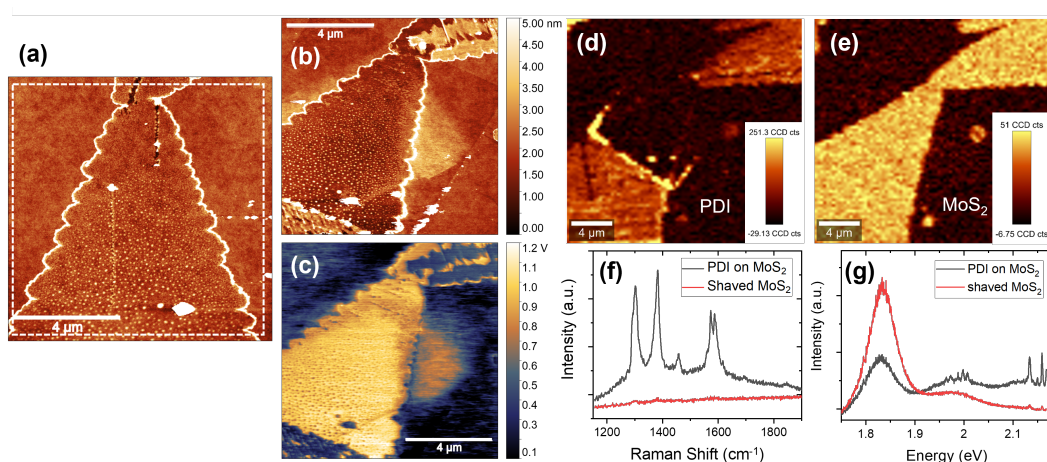 (a)
4 µm
(b)
4 µm
5.00 nm
4.50
4.00
3.50
3.00
2.50
2.00
1.50
1.00
0.00
(c)
4 µm
1.2 V
1.1
1.0
0.9
0.8
0.7
0.6
0.5
0.4
0.3
0.1
(d)
PDI
4 µm
251.3 CCD cts
-29.13 CCD cts
(e)
MoS₂
4 µm
51 CCD cts
-6.75 CCD cts
(f)
PDI on MoS₂
Shaved MoS₂
Intensity (a.u.)
1200 1400 1600 1800
Raman Shift (cm⁻¹)
(g)
PDI on MoS₂
shaved MoS₂
Intensity (a.u.)
1.8 1.9 2 2.1
Energy (eV)